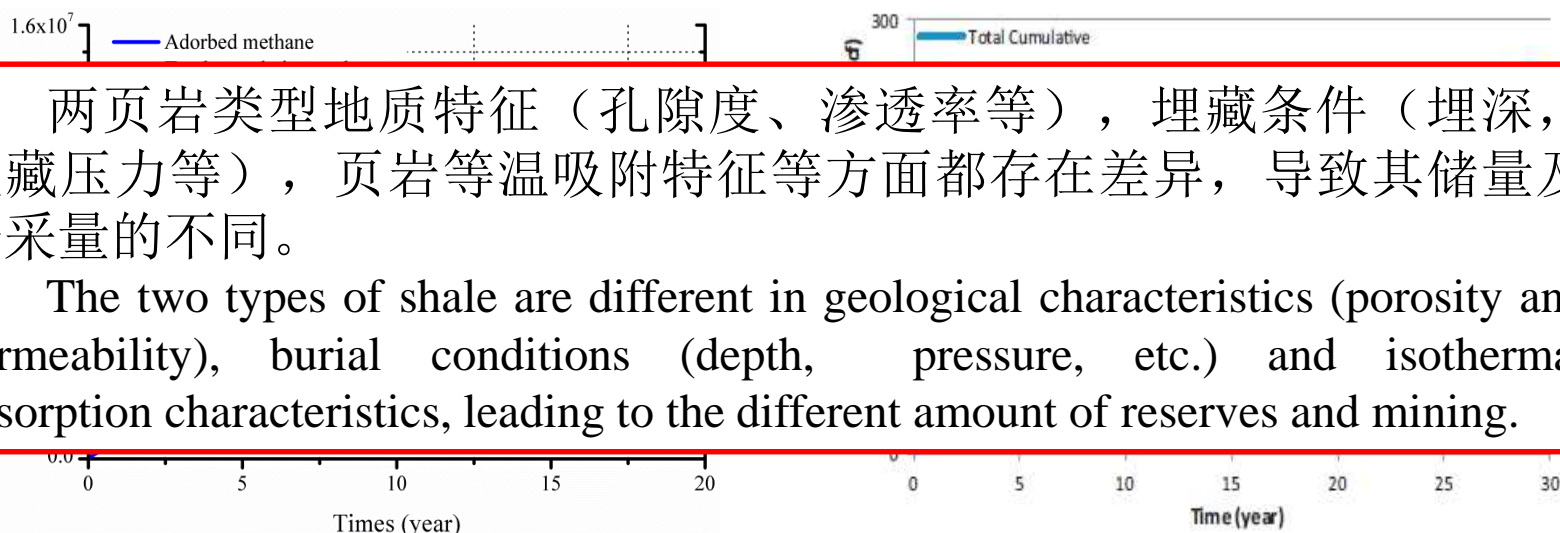 1.6x10⁷
Adorbed methane
300
Total Cumulative
两页岩类型地质特征（孔隙度、渗透率等），埋藏条件（埋深，
藏压力等），页岩等温吸附特征等方面都存在差异，导致其储量及
采量的不同。
The two types of shale are different in geological characteristics (porosity an
rmeability), burial conditions (depth, pressure, etc.) and isotherma
sorption characteristics, leading to the different amount of reserves and mining.
0.0
0 5 10 15 20
Times (year)
0
0 5 10 15 20 25 30
Time (year)